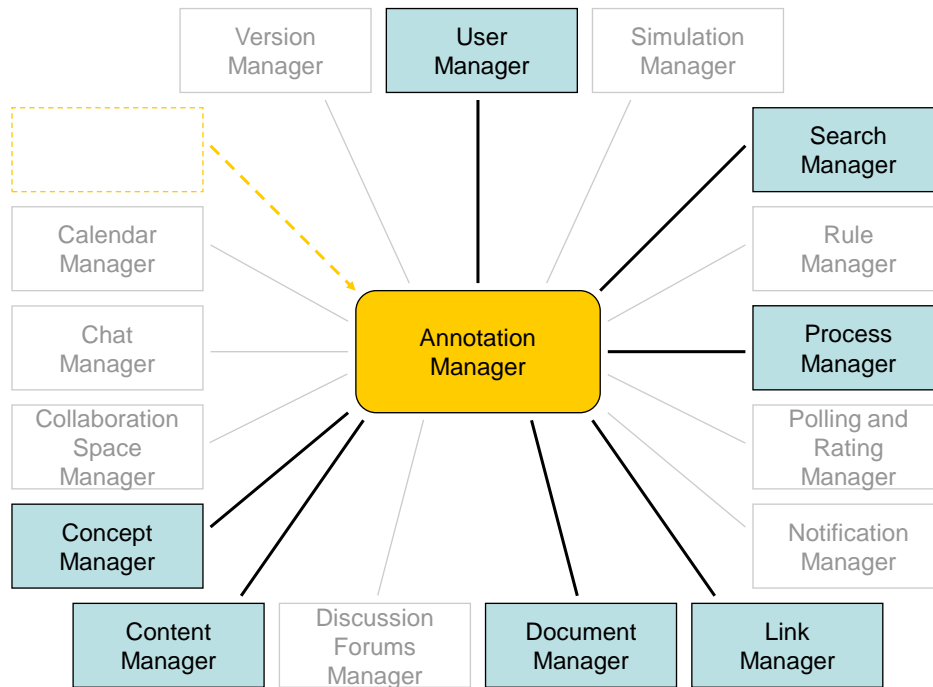 Version
Manager
User
Manager
Simulation
Manager
Search
Manager
Calendar
Manager
Rule
Manager
Annotation
Manager
Chat
Manager
Process
Manager
Collaboration
Space
Manager
Polling and
Rating
Manager
Concept
Manager
Notification
Manager
Content
Manager
Discussion
Forums
Manager
Document
Manager
Link
Manager